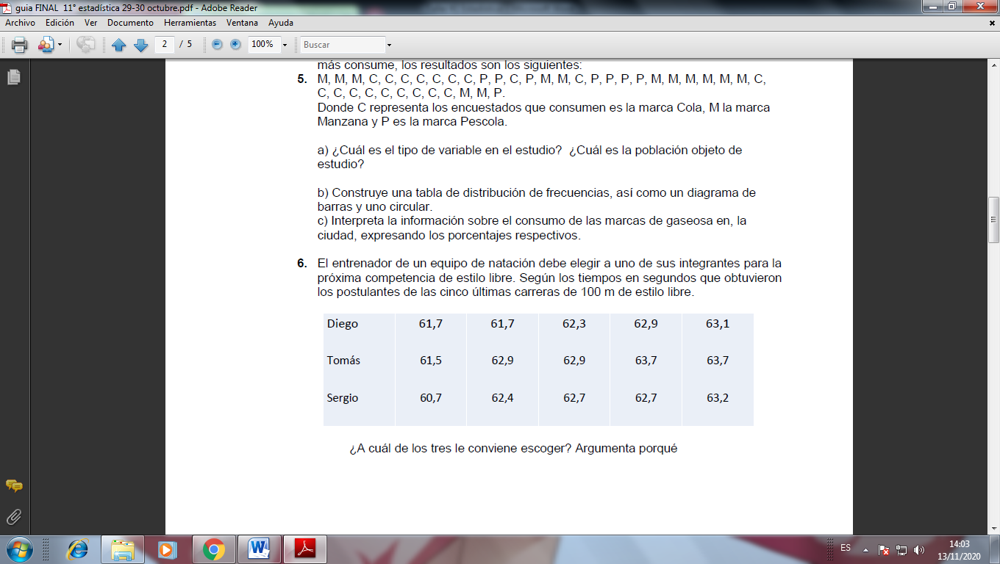 guia FINAL 11° estadística 29-30 octubre.pdf - Adobe Reader
Archivo Edición Ver Documento Herramientas Ventana Ayuda
2 / 5 100% Buscar
más consume, los resultados son los siguientes:
5. M, M, M, C, C, C, C, C, C, C, P, P, C, P, M, M, C, P, P, P, P, M, M, M, M, M, M, C,
C, C, C, C, C, C, C, C, C, M, M, P.
Donde C representa los encuestados que consumen es la marca Cola, M la marca
Manzana y P es la marca Pescola.
a) ¿Cuál es el tipo de variable en el estudio? ¿Cuál es la población objeto de
estudio?
b) Construye una tabla de distribución de frecuencias, así como un diagrama de
barras y uno circular.
c) Interpreta la información sobre el consumo de las marcas de gaseosa en, la
ciudad, expresando los porcentajes respectivos.
6. El entrenador de un equipo de natación debe elegir a uno de sus integrantes para la
próxima competencia de estilo libre. Según los tiempos en segundos que obtuvieron
los postulantes de las cinco últimas carreras de 100 m de estilo libre.
Diego 61,7 61,7 62,3 62,9 63,1
Tomás 61,5 62,9 62,9 63,7 63,7
Sergio 60,7 62,4 62,7 62,7 63,2
¿A cuál de los tres le conviene escoger? Argumenta porqué
ES 14:03
13/11/2020